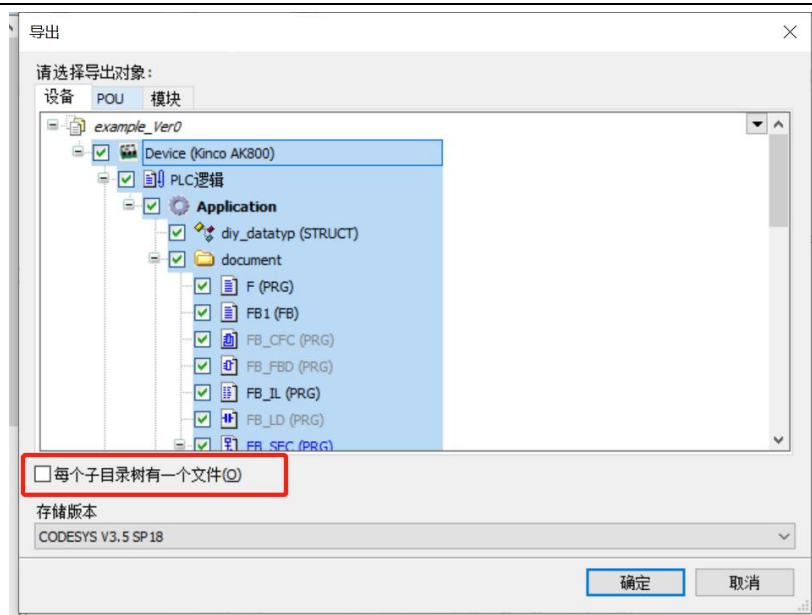 导出
请选择导出对象:
设备 POU 模块
example_Ver0
Device (Kinco AK800)
PLC逻辑
Application
diy_datatyp (STRUCT)
document
F (PRG)
FB1 (FB)
FB_CFC (PRG)
FB_FBD (PRG)
FB_IL (PRG)
FB_LD (PRG)
FB_SFC (PRG)
每个子目录树有一个文件(O)
存储版本
CODESYS V3.5 SP18
确定 取消